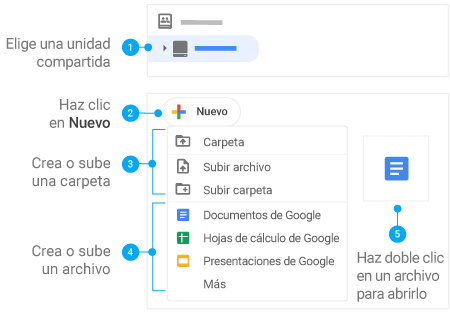 Elige una unidad
compartida
1
Haz clic
en Nuevo
2
Nuevo
Carpeta
Crea o sube
una carpeta
3
Subir archivo
Subir carpeta
Crea o sube
un archivo
4
Documentos de Google
Hojas de cálculo de Google
Presentaciones de Google
Más
5
Haz doble clic
en un archivo
para abrirlo